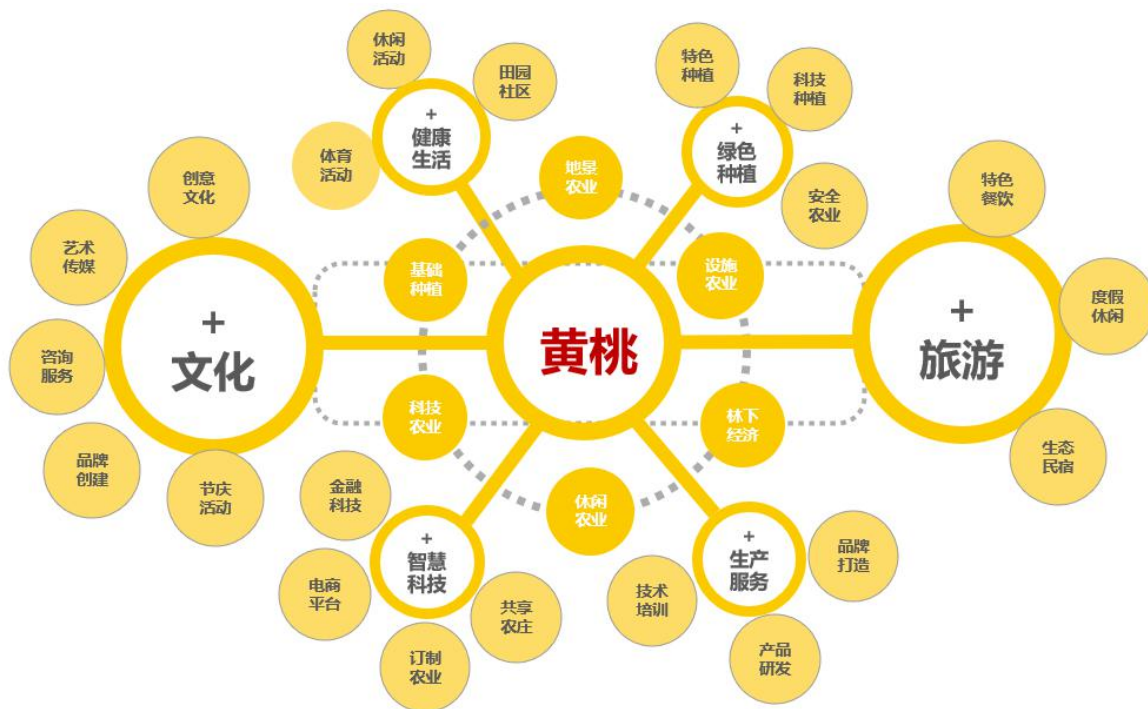 休闲
活动
田园
社区
体育
活动
+
健康
生活
特色
种植
科技
种植
安全
农业
+
绿色
种植
创意
文化
艺术
传媒
咨询
服务
品牌
创建
节庆
活动
+
文化
地景
农业
基础
种植
设施
农业
黄桃
科技
农业
林下
经济
休闲
农业
特色
餐饮
度假
休闲
生态
民宿
+
旅游
金融
科技
电商
平台
订制
农业
共享
农庄
+
智慧
科技
技术
培训
产品
研发
品牌
打造
+
生产
服务